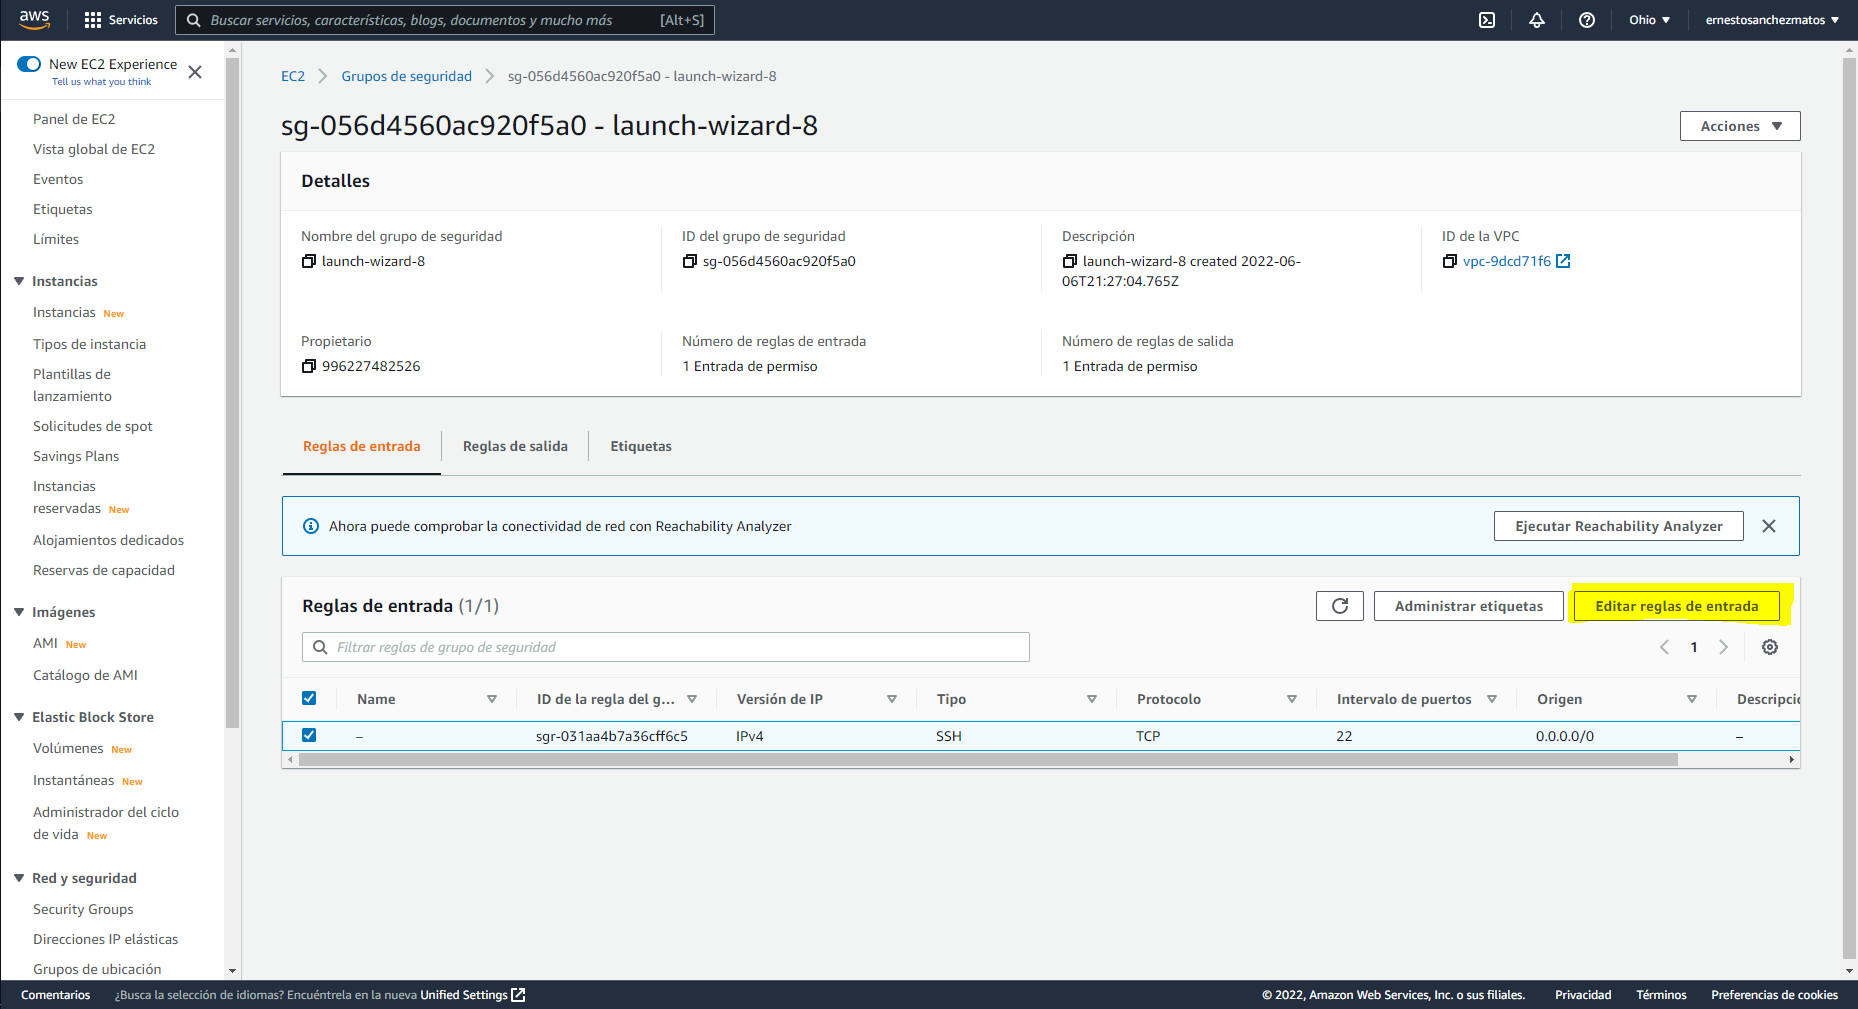 aws
Servicios
Buscar servicios, características, blogs, documentos y mucho más
[Alt+S]
Ohio
ernestosanchezmatos
New EC2 Experience
Tell us what you think
Panel de EC2
Vista global de EC2
Eventos
Etiquetas
Límites
Instancias
Instancias New
Tipos de instancia
Plantillas de
lanzamiento
Solicitudes de spot
Savings Plans
Instancias
reservadas New
Alojamientos dedicados
Reservas de capacidad
Imágenes
AMI New
Catálogo de AMI
Elastic Block Store
Volúmenes New
Instantáneas New
Administrador del ciclo
de vida New
Red y seguridad
Security Groups
Direcciones IP elásticas
Grupos de ubicación
EC2
Grupos de seguridad
sg-056d4560ac920f5a0 - launch-wizard-8
sg-056d4560ac920f5a0 - launch-wizard-8
Acciones
Detalles
Nombre del grupo de seguridad
launch-wizard-8
ID del grupo de seguridad
sg-056d4560ac920f5a0
Descripción
launch-wizard-8 created 2022-06-
06T21:27:04.765Z
ID de la VPC
vpc-9dcd71f6
Propietario
996227482526
Número de reglas de entrada
1 Entrada de permiso
Número de reglas de salida
1 Entrada de permiso
Reglas de entrada
Reglas de salida
Etiquetas
Ahora puede comprobar la conectividad de red con Reachability Analyzer
Ejecutar Reachability Analyzer
Reglas de entrada (1/1)
Administrar etiquetas
Editar reglas de entrada
Filtrar reglas de grupo de seguridad
1
Name
ID de la regla del g...
Versión de IP
Tipo
Protocolo
Intervalo de puertos
Origen
Descripció
–
sgr-031aa4b7a36cff6c5
IPv4
SSH
TCP
22
0.0.0.0/0
–
Comentarios
¿Busca la selección de idiomas? Encuéntrela en la nueva Unified Settings
© 2022, Amazon Web Services, Inc. o sus filiales.
Privacidad
Términos
Preferencias de cookies